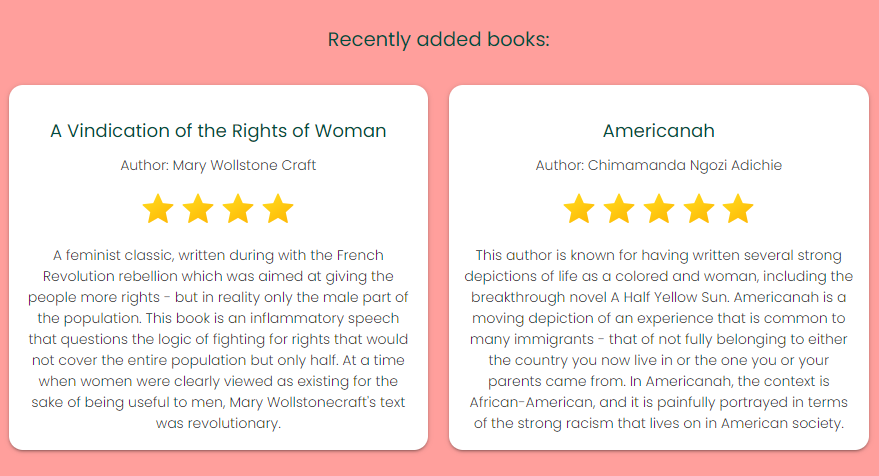 Recently added books:
A Vindication of the Rights of Woman
Author: Mary Wollstone Craft
A feminist classic, written during with the French
Revolution rebellion which was aimed at giving the
people more rights - but in reality only the male part of
the population. This book is an inflammatory speech
that questions the logic of fighting for rights that would
not cover the entire population but only half. At a time
when women were clearly viewed as existing for the
sake of being useful to men, Mary Wollstonecraft's text
was revolutionary.
Americanah
Author: Chimamanda Ngozi Adichie
This author is known for having written several strong
depictions of life as a colored and woman, including the
breakthrough novel A Half Yellow Sun. Americanah is a
moving depiction of an experience that is common to
many immigrants - that of not fully belonging to either
the country you now live in or the one you or your
parents came from. In Americanah, the context is
African-American, and it is painfully portrayed in terms
of the strong racism that lives on in American society.